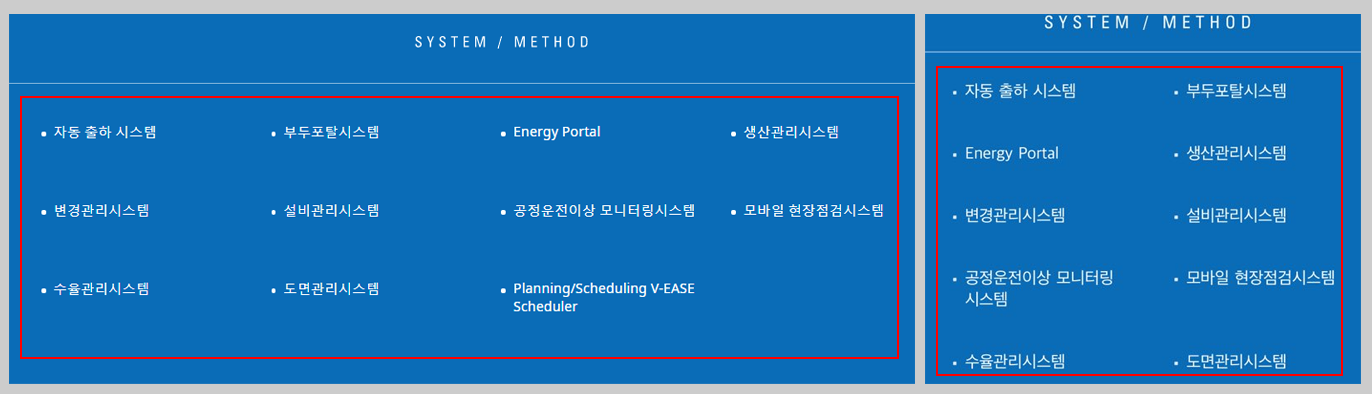 SYSTEM / METHOD
자동 출하 시스템
부두포탈시스템
Energy Portal
생산관리시스템
변경관리시스템
설비관리시스템
공정운전이상 모니터링시스템
모바일 현장점검시스템
수율관리시스템
도면관리시스템
Planning/Scheduling V-EASE
Scheduler
SYSTEM / METHOD
자동 출하 시스템
부두포탈시스템
Energy Portal
생산관리시스템
변경관리시스템
설비관리시스템
공정운전이상 모니터링
시스템
모바일 현장점검시스템
수율관리시스템
도면관리시스템